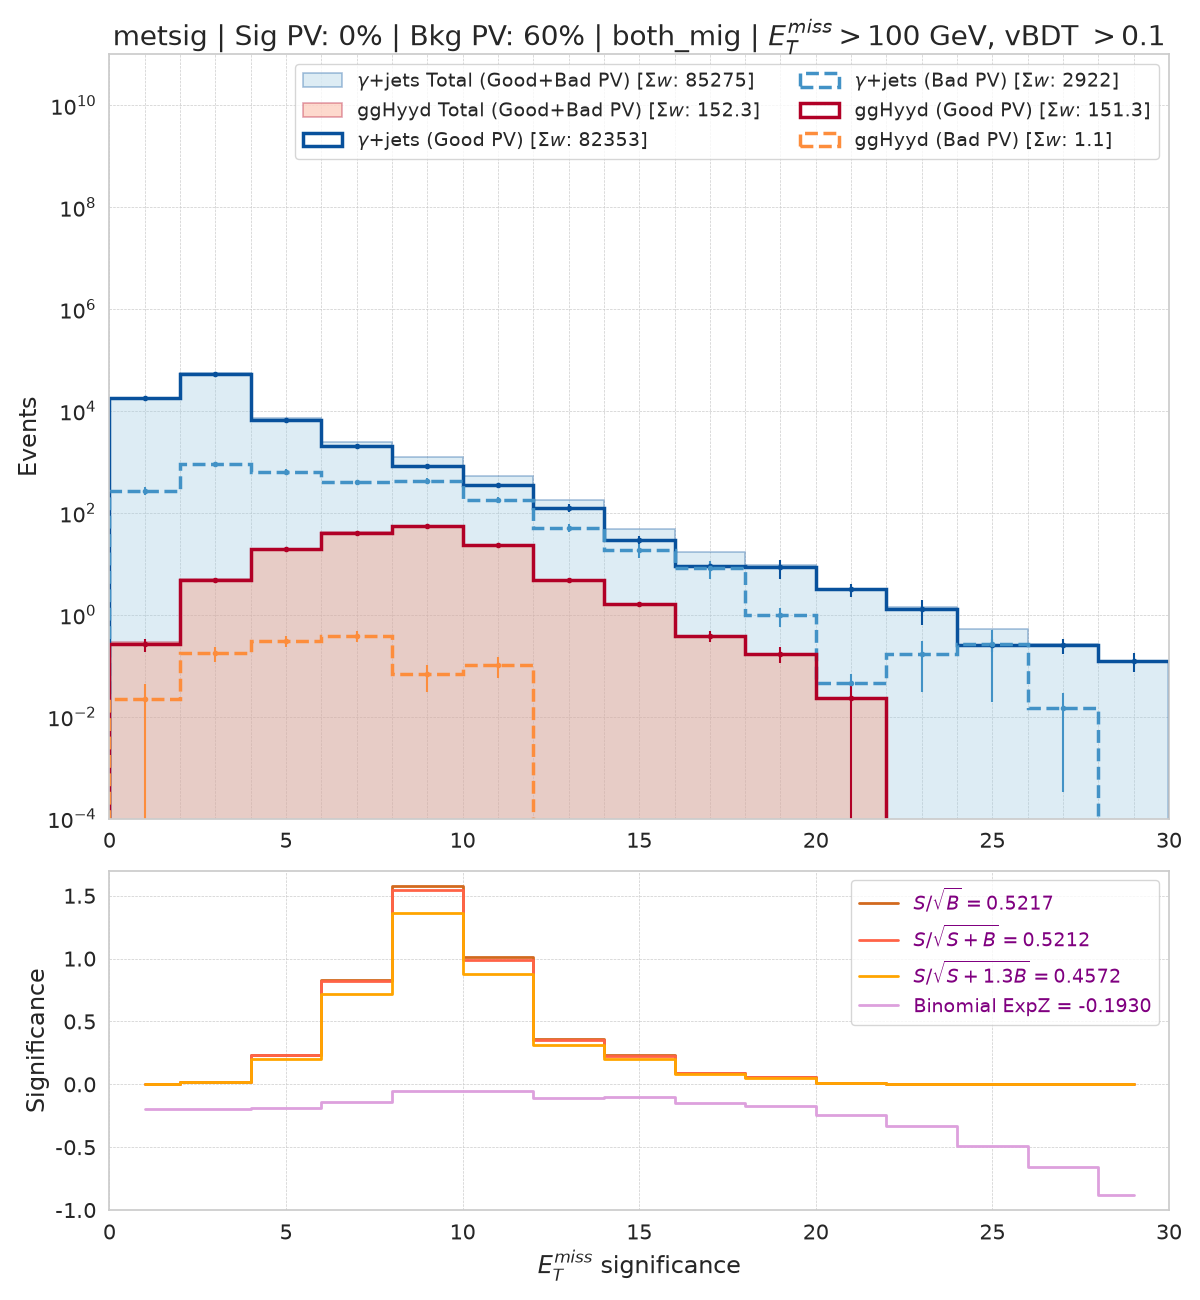 metsig | Sig PV: 0% | Bkg PV: 60% | both_mig | $E_T^{miss} > 100$ GeV, vBDT $> 0.1$
γ+jets Total (Good+Bad PV) [Σw: 85275]
ggHyyd Total (Good+Bad PV) [Σw: 152.3]
γ+jets (Good PV) [Σw: 82353]
γ+jets (Bad PV) [Σw: 2922]
ggHyyd (Good PV) [Σw: 151.3]
ggHyyd (Bad PV) [Σw: 1.1]
Events
$10^{10}$
$10^{8}$
$10^{6}$
$10^{4}$
$10^{2}$
$10^{0}$
$10^{-2}$
$10^{-4}$
0 5 10 15 20 25 30
Significance
1.5
1.0
0.5
0.0
-0.5
-1.0
$S/\sqrt{B} = 0.5217$
$S/\sqrt{S + B} = 0.5212$
$S/\sqrt{S + 1.3B} = 0.4572$
Binomial ExpZ = -0.1930
0 5 10 15 20 25 30
$E_T^{miss}$ significance